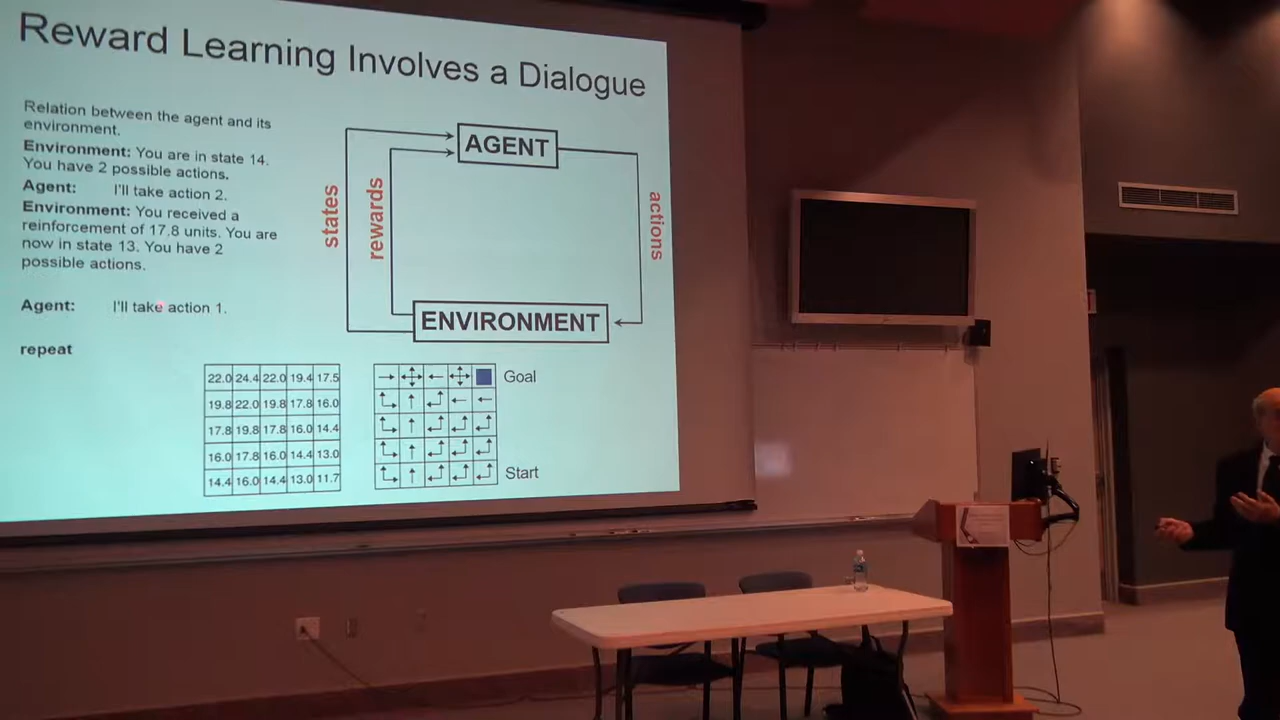 Reward Learning Involves a Dialogue
Relation between the agent and its
environment.
Environment: You are in state 14.
You have 2 possible actions.
Agent: I'll take action 2.
Environment: You received a
reinforcement of 17.8 units. You are
now in state 13. You have 2
possible actions.
Agent: I'll take action 1.
repeat
AGENT
states
rewards
actions
ENVIRONMENT
22.0 24.4 22.0 19.4 17.5
19.8 22.0 19.8 17.8 16.0
17.8 19.8 17.8 16.0 14.4
16.0 17.8 16.0 14.4 13.0
14.4 16.0 14.4 13.0 11.7
Goal
Start